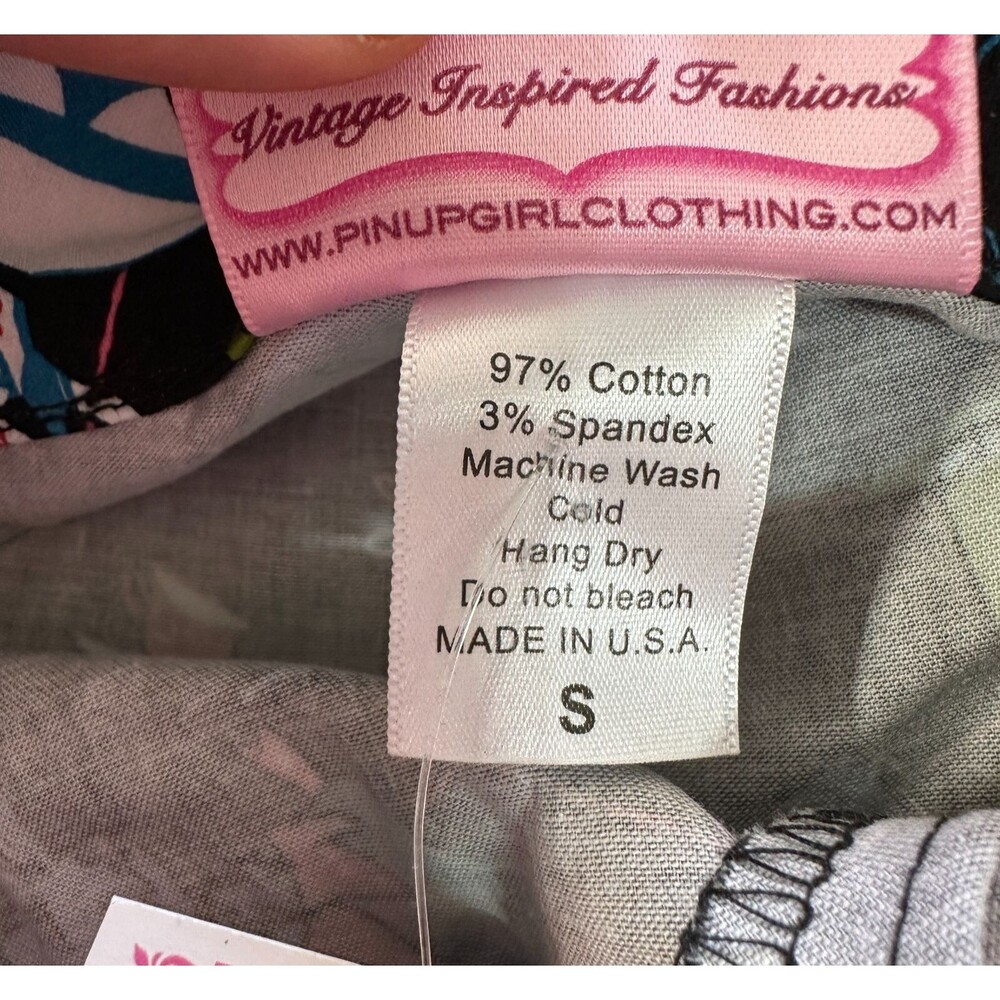 Vintage Inspired Fashions
WWW.PINUPGIRLCLOTHING.COM
97% Cotton
3% Spandex
Machine Wash
Cold
Hang Dry
Do not bleach
MADE IN U.S.A.
S